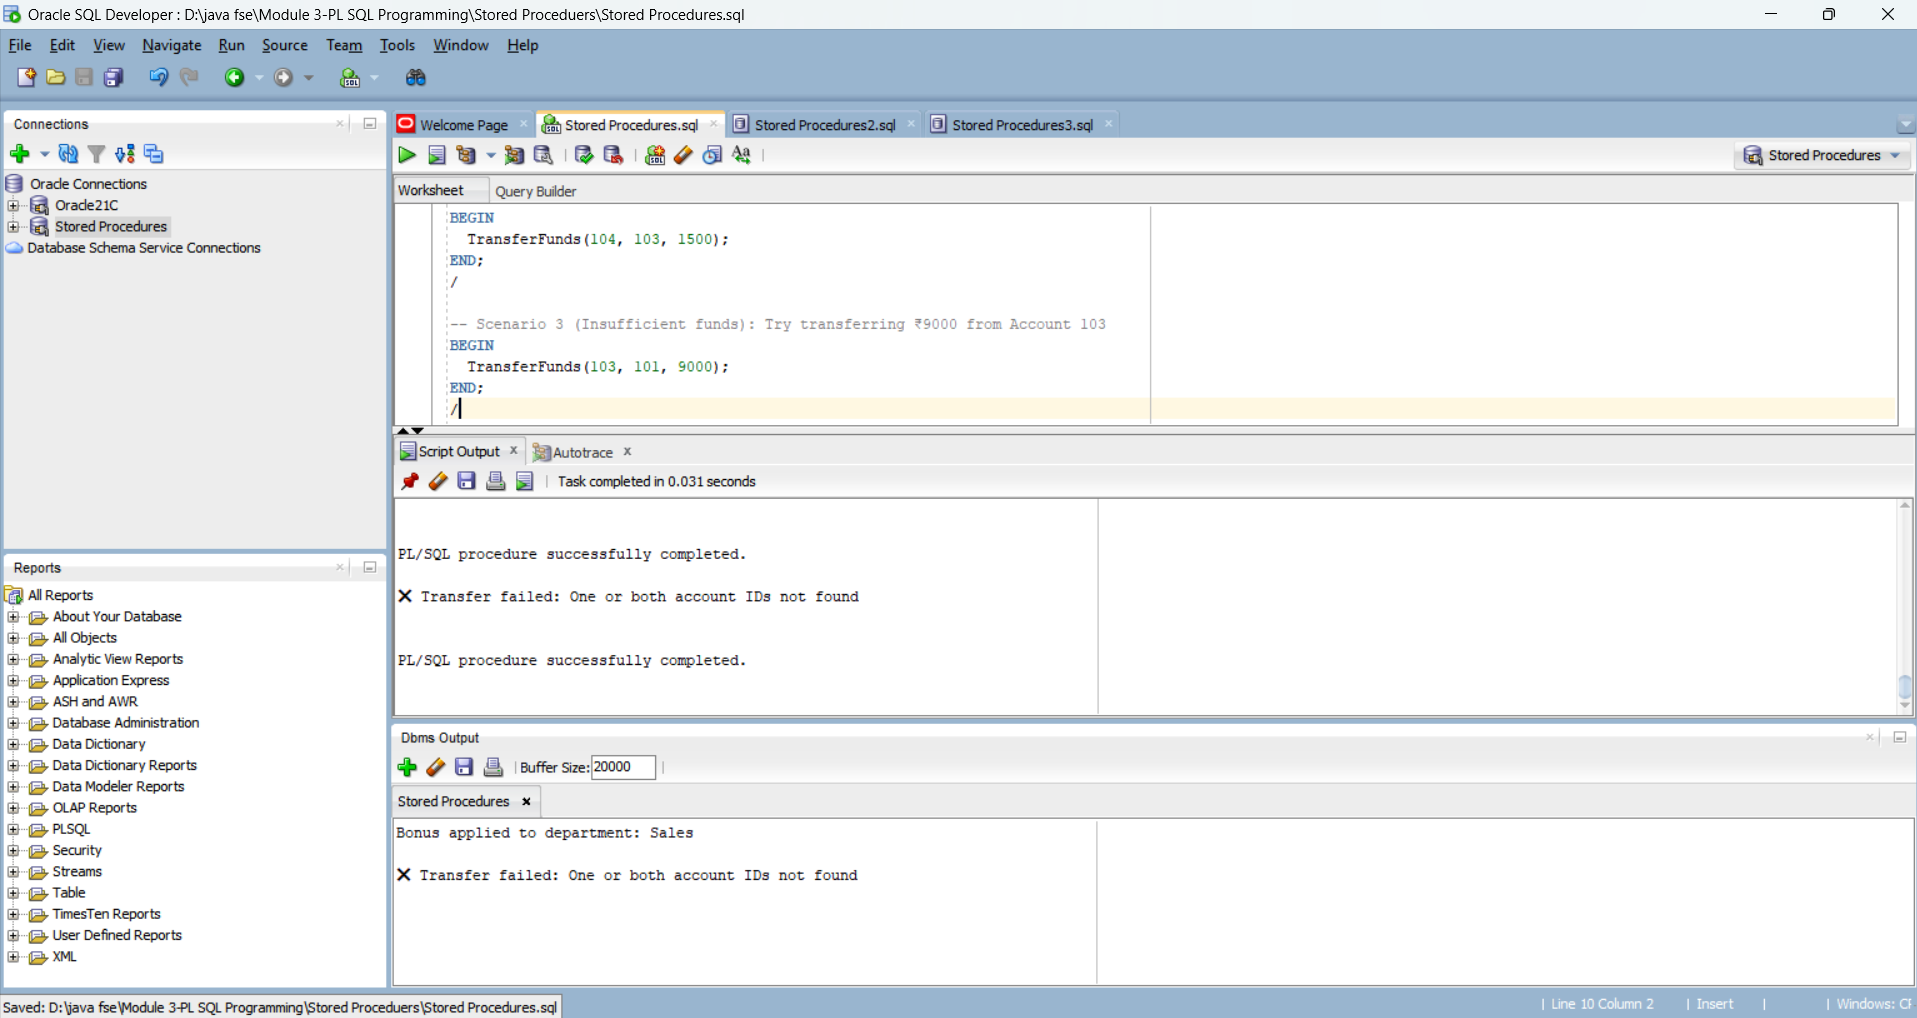 Oracle SQL Developer : D:\java fse\Module 3-PL SQL Programming\Stored Proceduers\Stored Procedures.sql
File Edit View Navigate Run Source Team Tools Window Help
Connections
Oracle Connections
Oracle21C
Stored Procedures
Database Schema Service Connections
Reports
All Reports
About Your Database
All Objects
Analytic View Reports
Application Express
ASH and AWR
Database Administration
Data Dictionary
Data Dictionary Reports
Data Modeler Reports
OLAP Reports
PLSQL
Security
Streams
Table
TimesTen Reports
User Defined Reports
XML
Welcome Page Stored Procedures.sql Stored Procedures2.sql Stored Procedures3.sql
Stored Procedures
Worksheet Query Builder
BEGIN
TransferFunds(104, 103, 1500);
END;
/
-- Scenario 3 (Insufficient funds): Try transferring ₹9000 from Account 103
BEGIN
TransferFunds(103, 101, 9000);
END;
/
Script Output Autotrace
Task completed in 0.031 seconds
PL/SQL procedure successfully completed.
❌ Transfer failed: One or both account IDs not found
PL/SQL procedure successfully completed.
Dbms Output
Buffer Size: 20000
Stored Procedures
Bonus applied to department: Sales
❌ Transfer failed: One or both account IDs not found
Saved: D:\java fse\Module 3-PL SQL Programming\Stored Proceduers\Stored Procedures.sql
Line 10 Column 2 Insert Windows: CF